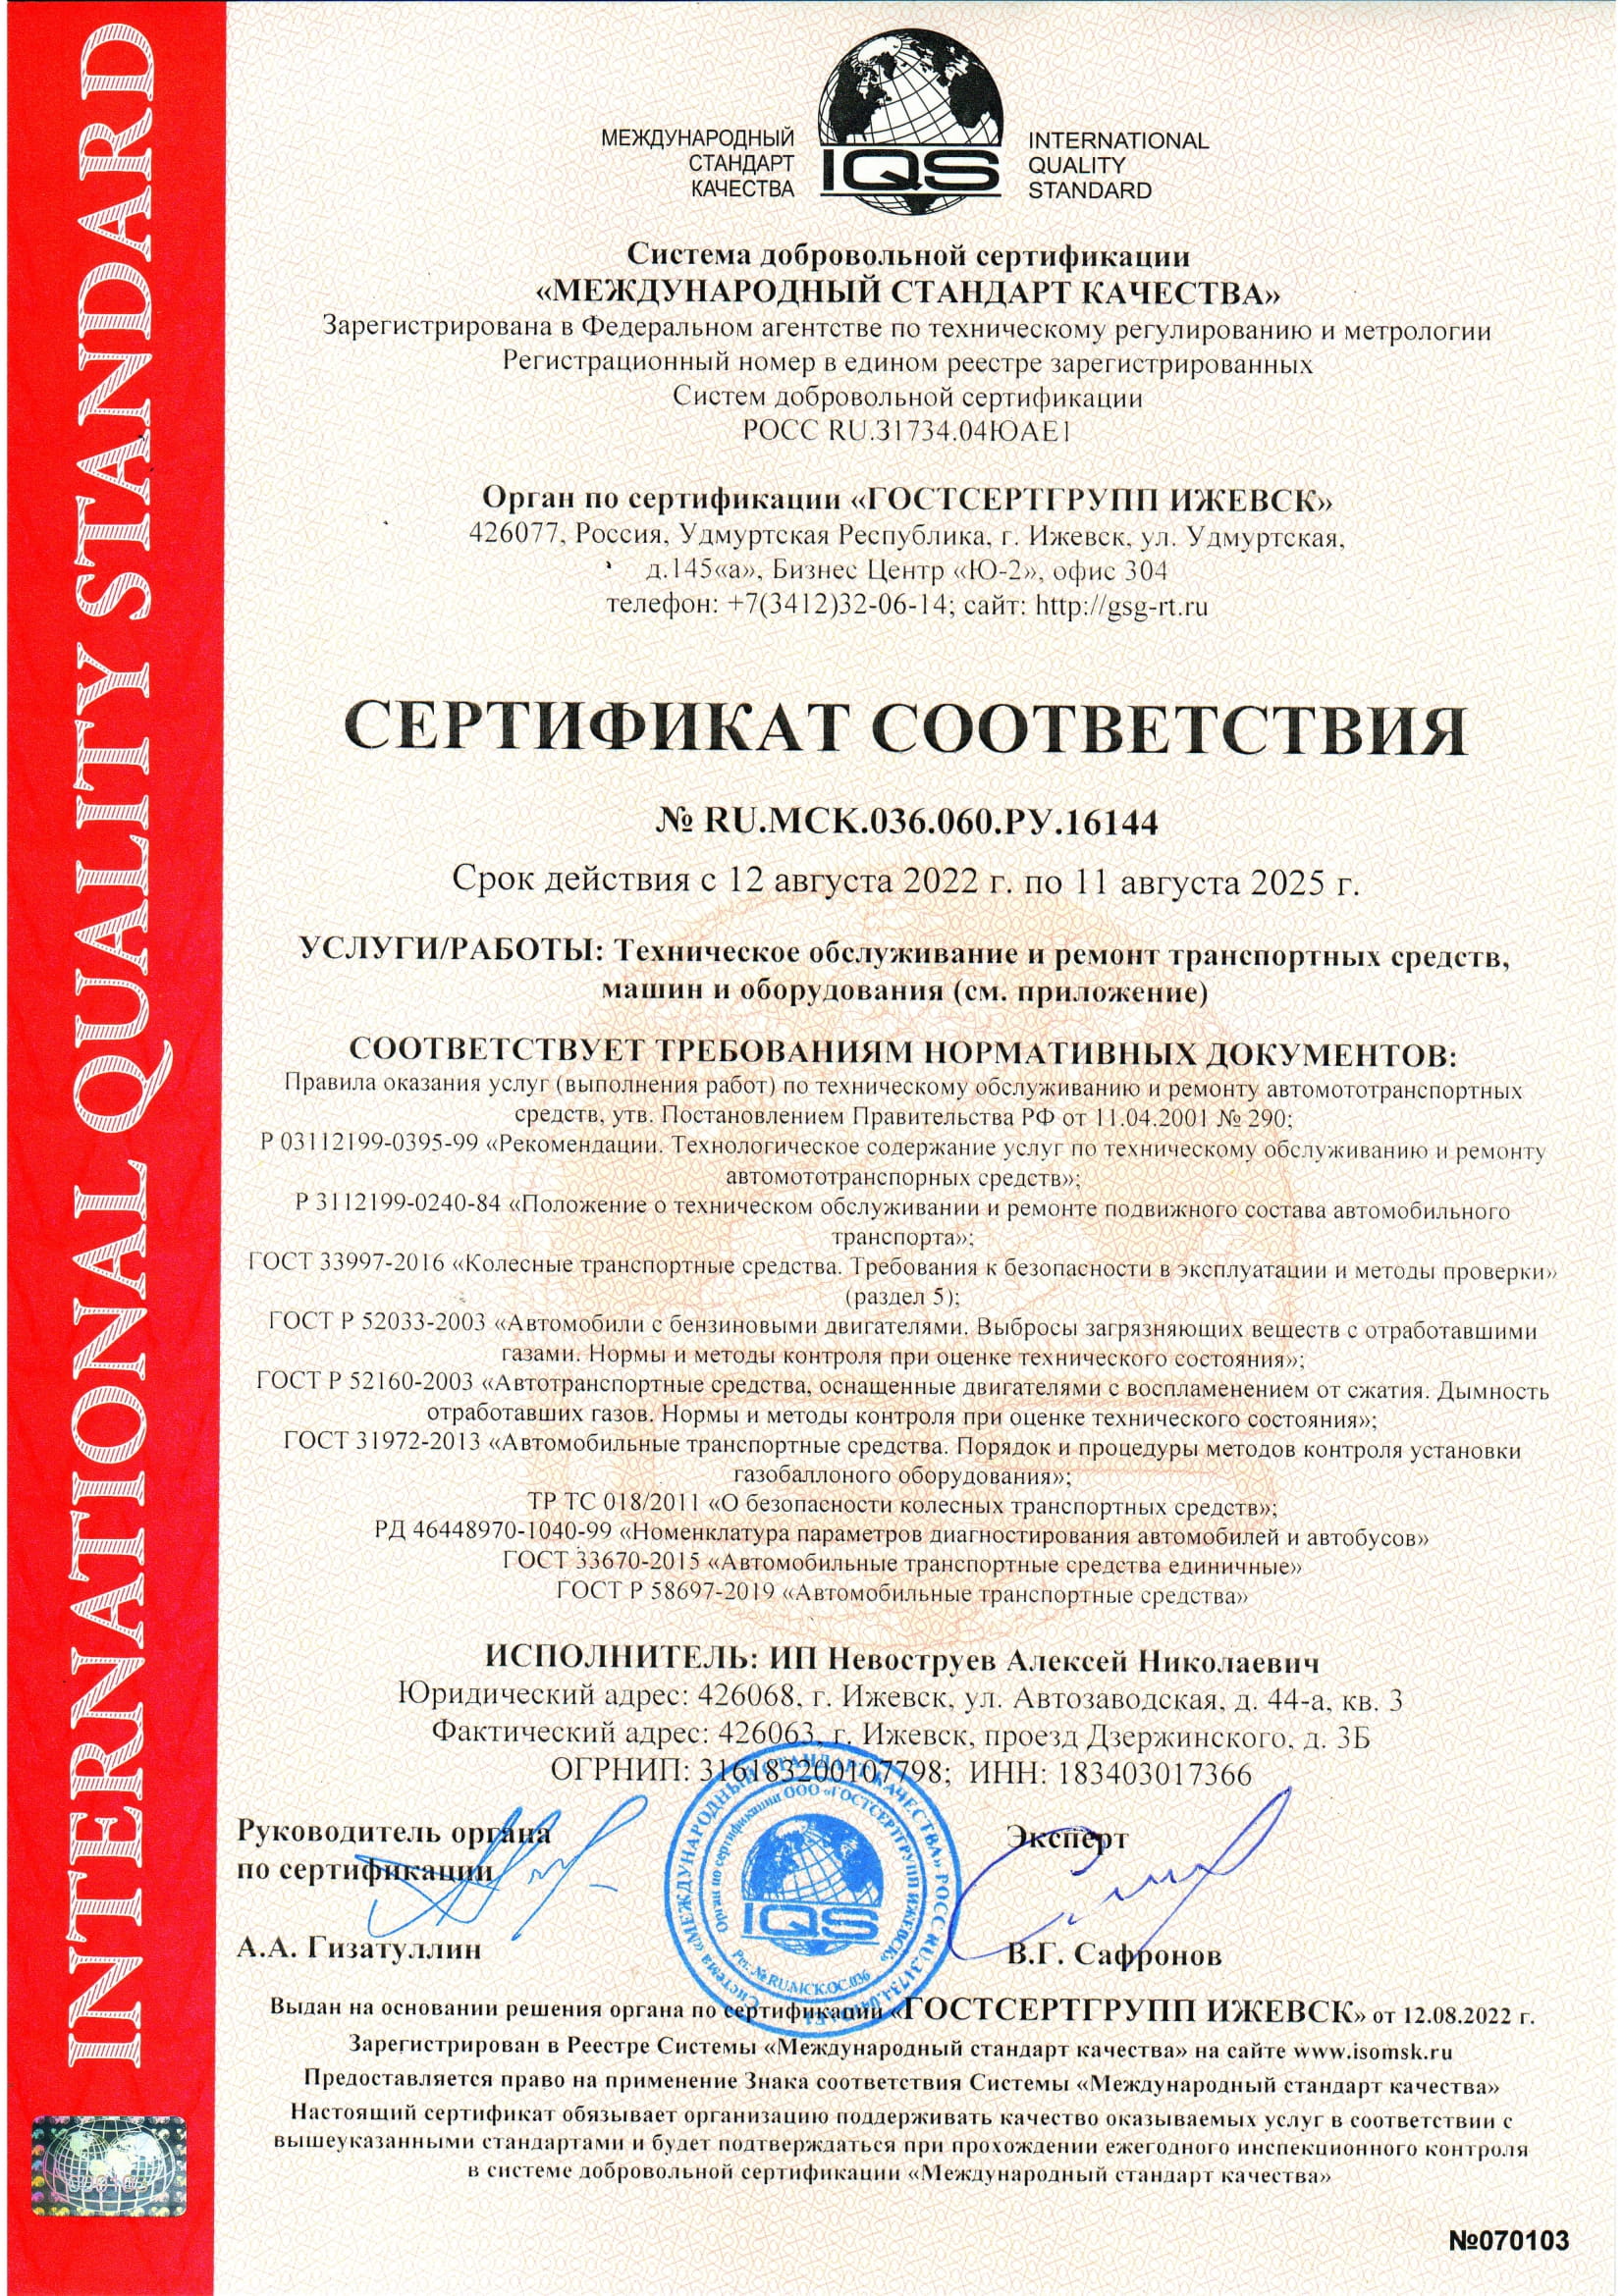 INTERNATIONAL QUALITY STANDARD
МЕЖДУНАРОДНЫЙ
СТАНДАРТ
КАЧЕСТВА
IQS
INTERNATIONAL
QUALITY
STANDARD
Система добровольной сертификации
«МЕЖДУНАРОДНЫЙ СТАНДАРТ КАЧЕСТВА»
Зарегистрирована в Федеральном агентстве по техническому регулированию и метрологии
Регистрационный номер в едином реестре зарегистрированных
Систем добровольной сертификации
РОСС RU.31734.04ЮАЕ1
Орган по сертификации «ГОСТСЕРТГРУПП ИЖЕВСК»
426077, Россия, Удмуртская Республика, г. Ижевск, ул. Удмуртская,
д.145«а», Бизнес Центр «Ю-2», офис 304
телефон: +7(3412)32-06-14; сайт: http://gsg-rt.ru
СЕРТИФИКАТ СООТВЕТСТВИЯ
№ RU.МСК.036.060.РУ.16144
Срок действия с 12 августа 2022 г. по 11 августа 2025 г.
УСЛУГИ/РАБОТЫ: Техническое обслуживание и ремонт транспортных средств,
машин и оборудования (см. приложение)
СООТВЕТСТВУЕТ ТРЕБОВАНИЯМ НОРМАТИВНЫХ ДОКУМЕНТОВ:
Правила оказания услуг (выполнения работ) по техническому обслуживанию и ремонту автомототранспортных
средств, утв. Постановлением Правительства РФ от 11.04.2001 № 290;
Р 03112199-0395-99 «Рекомендации. Технологическое содержание услуг по техническому обслуживанию и ремонту
автомототранспорных средств»;
Р 3112199-0240-84 «Положение о техническом обслуживании и ремонте подвижного состава автомобильного
транспорта»;
ГОСТ 33997-2016 «Колесные транспортные средства. Требования к безопасности в эксплуатации и методы проверки»
(раздел 5);
ГОСТ Р 52033-2003 «Автомобили с бензиновыми двигателями. Выбросы загрязняющих веществ с отработавшими
газами. Нормы и методы контроля при оценке технического состояния»;
ГОСТ Р 52160-2003 «Автотранспортные средства, оснащенные двигателями с воспламенением от сжатия. Дымность
отработавших газов. Нормы и методы контроля при оценке технического состояния»;
ГОСТ 31972-2013 «Автомобильные транспортные средства. Порядок и процедуры методов контроля установки
газобаллоного оборудования»;
ТР ТС 018/2011 «О безопасности колесных транспортных средств»;
РД 46448970-1040-99 «Номенклатура параметров диагностирования автомобилей и автобусов»
ГОСТ 33670-2015 «Автомобильные транспортные средства единичные»
ГОСТ Р 58697-2019 «Автомобильные транспортные средства»
ИСПОЛНИТЕЛЬ: ИП Невоструев Алексей Николаевич
Юридический адрес: 426068, г. Ижевск, ул. Автозаводская, д. 44-а, кв. 3
Фактический адрес: 426063, г. Ижевск, проезд Дзержинского, д. 3Б
ОГРНИП: 316183200107798; ИНН: 183403017366
Руководитель органа
по сертификации
А.А. Гизатуллин
Система «МЕЖДУНАРОДНЫЙ СТАНДАРТ КАЧЕСТВА» РОСС RU.31734.04ЮАЕ1
Орган по сертификации ООО «ГОСТСЕРТГРУПП ИЖЕВСК»
IQS
Рег. № RU.МСК.ОС.036
Эксперт
В.Г. Сафронов
Выдан на основании решения органа по сертификации «ГОСТСЕРТГРУПП ИЖЕВСК» от 12.08.2022 г.
Зарегистрирован в Реестре Системы «Международный стандарт качества» на сайте www.isomsk.ru
Предоставляется право на применение Знака соответствия Системы «Международный стандарт качества»
Настоящий сертификат обязывает организацию поддерживать качество оказываемых услуг в соответствии с
вышеуказанными стандартами и будет подтверждаться при прохождении ежегодного инспекционного контроля
в системе добровольной сертификации «Международный стандарт качества»
№070103